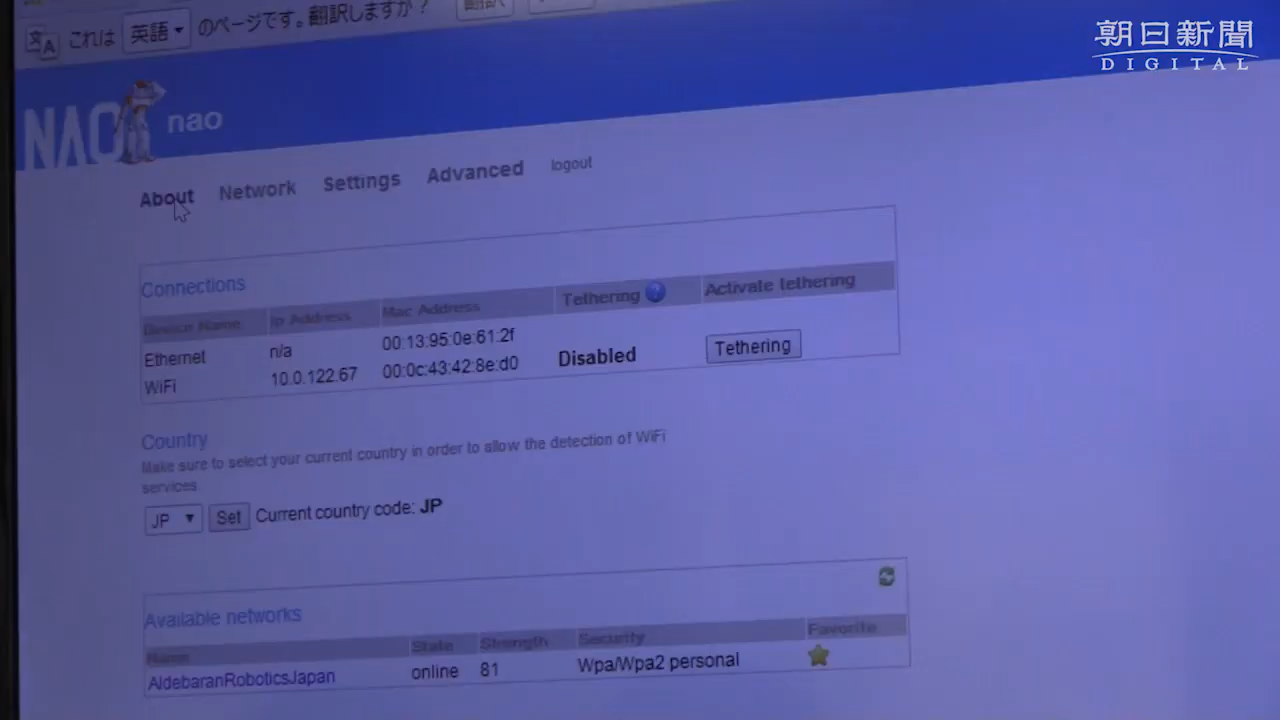 これは 英語 のページです。翻訳しますか?
朝日新聞
DIGITAL
NAO nao
About Network Settings Advanced logout
Connections
Device Name Ip Address Mac Address Tethering ? Activate tethering
Ethernet n/a 00:13:95:0e:61:2f
WiFi 10.0.122.67 00:0c:43:42:8e:d0 Disabled Tethering
Country
Make sure to select your current country in order to allow the detection of WiFi
services.
JP Set Current country code: JP
Available networks
Name State Strength Security Favorite
AldebaranRoboticsJapan online 81 Wpa/Wpa2 personal